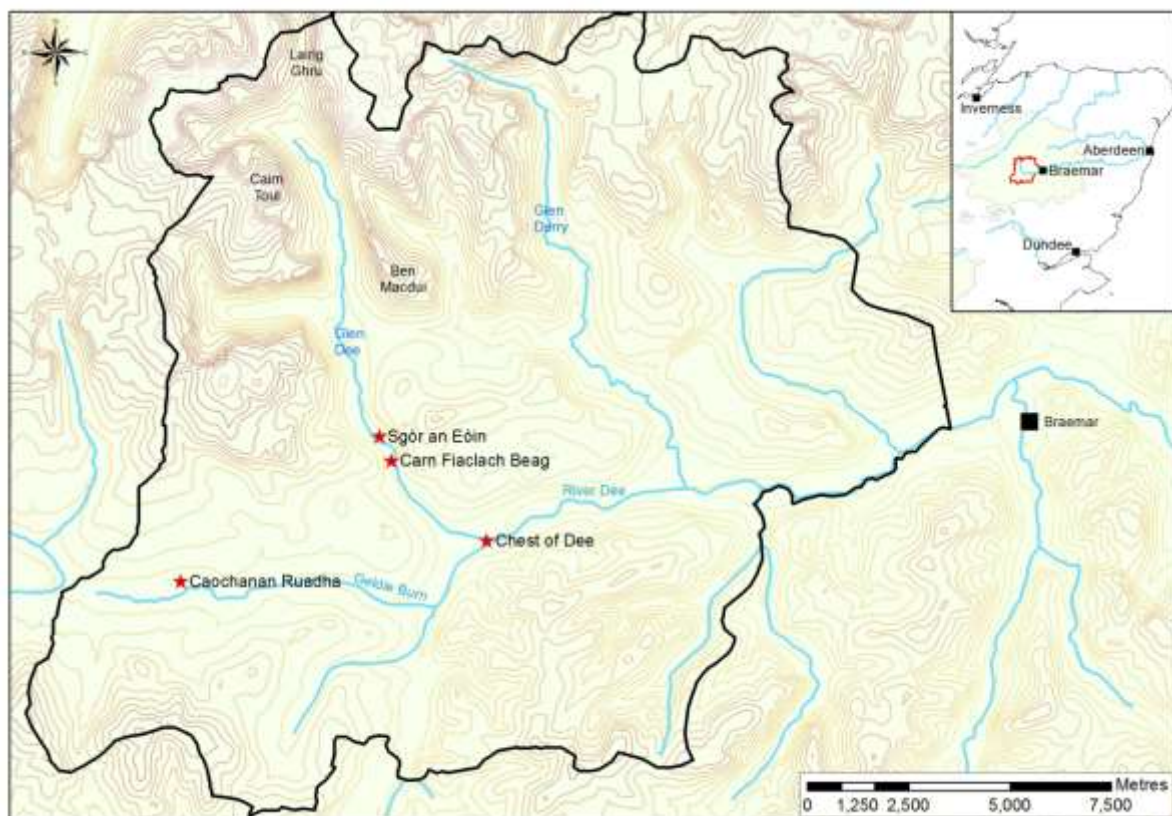 Lairig
Ghru
Cairn
Toul
Ben
Macdui
Glen
Derry
Glen
Dee
Sgòr an Eòin
Carn Fiaclach Beag
River Dee
Chest of Dee
Caochanan Ruadha
Geldie Burn
Braemar
Inverness
Aberdeen
Braemar
Dundee
Metres
0 1,250 2,500 5,000 7,500